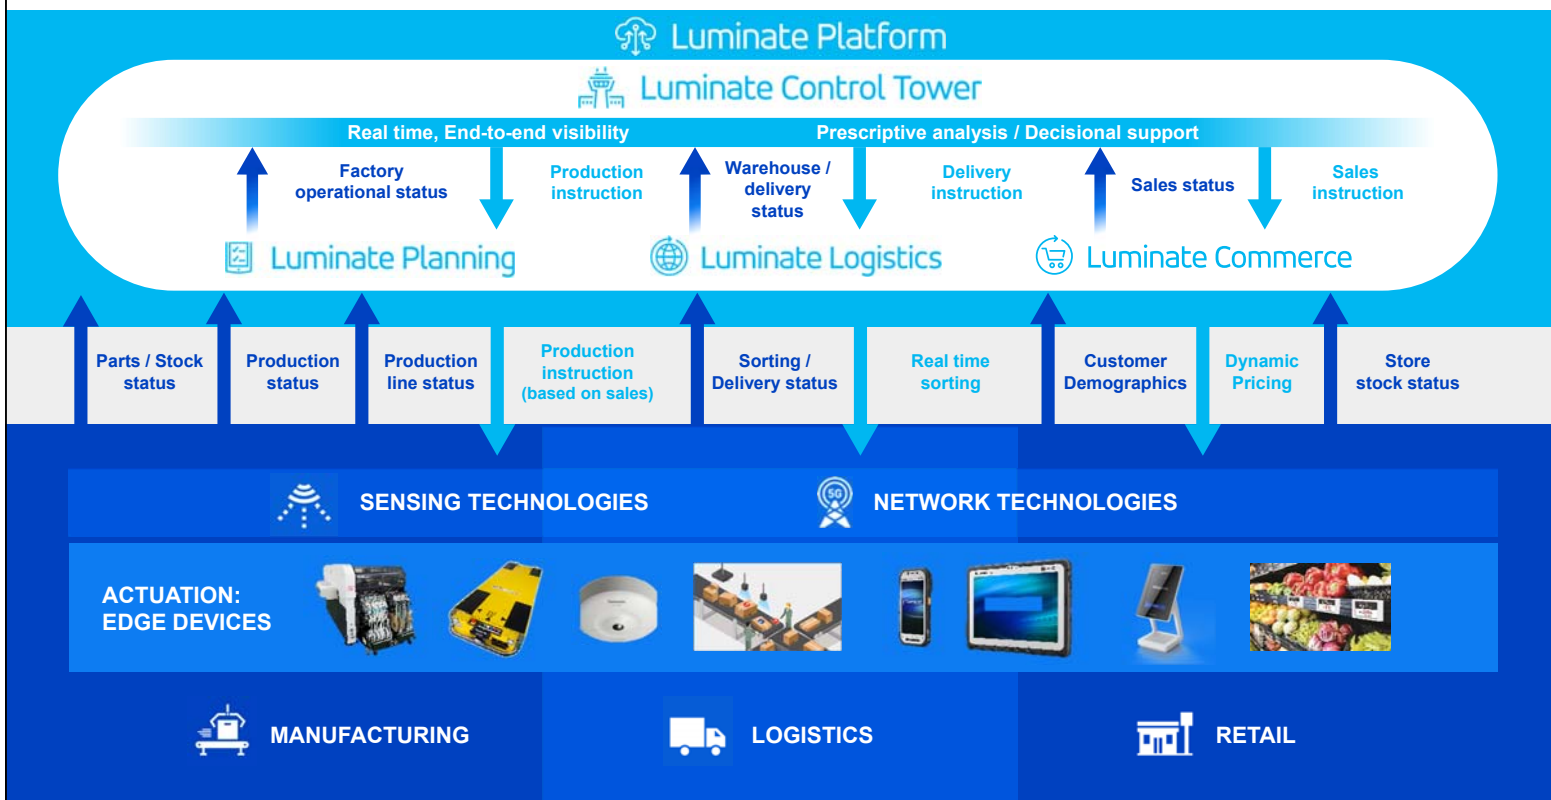 Luminate Platform
Luminate Control Tower
Real time, End-to-end visibility
Prescriptive analysis / Decisional support
Factory
operational status
Production
instruction
Warehouse /
delivery
status
Delivery
instruction
Sales status
Sales
instruction
Luminate Planning
Luminate Logistics
Luminate Commerce
Parts / Stock
status
Production
status
Production
line status
Production
instruction
(based on sales)
Sorting /
Delivery status
Real time
sorting
Customer
Demographics
Dynamic
Pricing
Store
stock status
SENSING TECHNOLOGIES
5G
NETWORK TECHNOLOGIES
ACTUATION:
EDGE DEVICES
MANUFACTURING
LOGISTICS
RETAIL